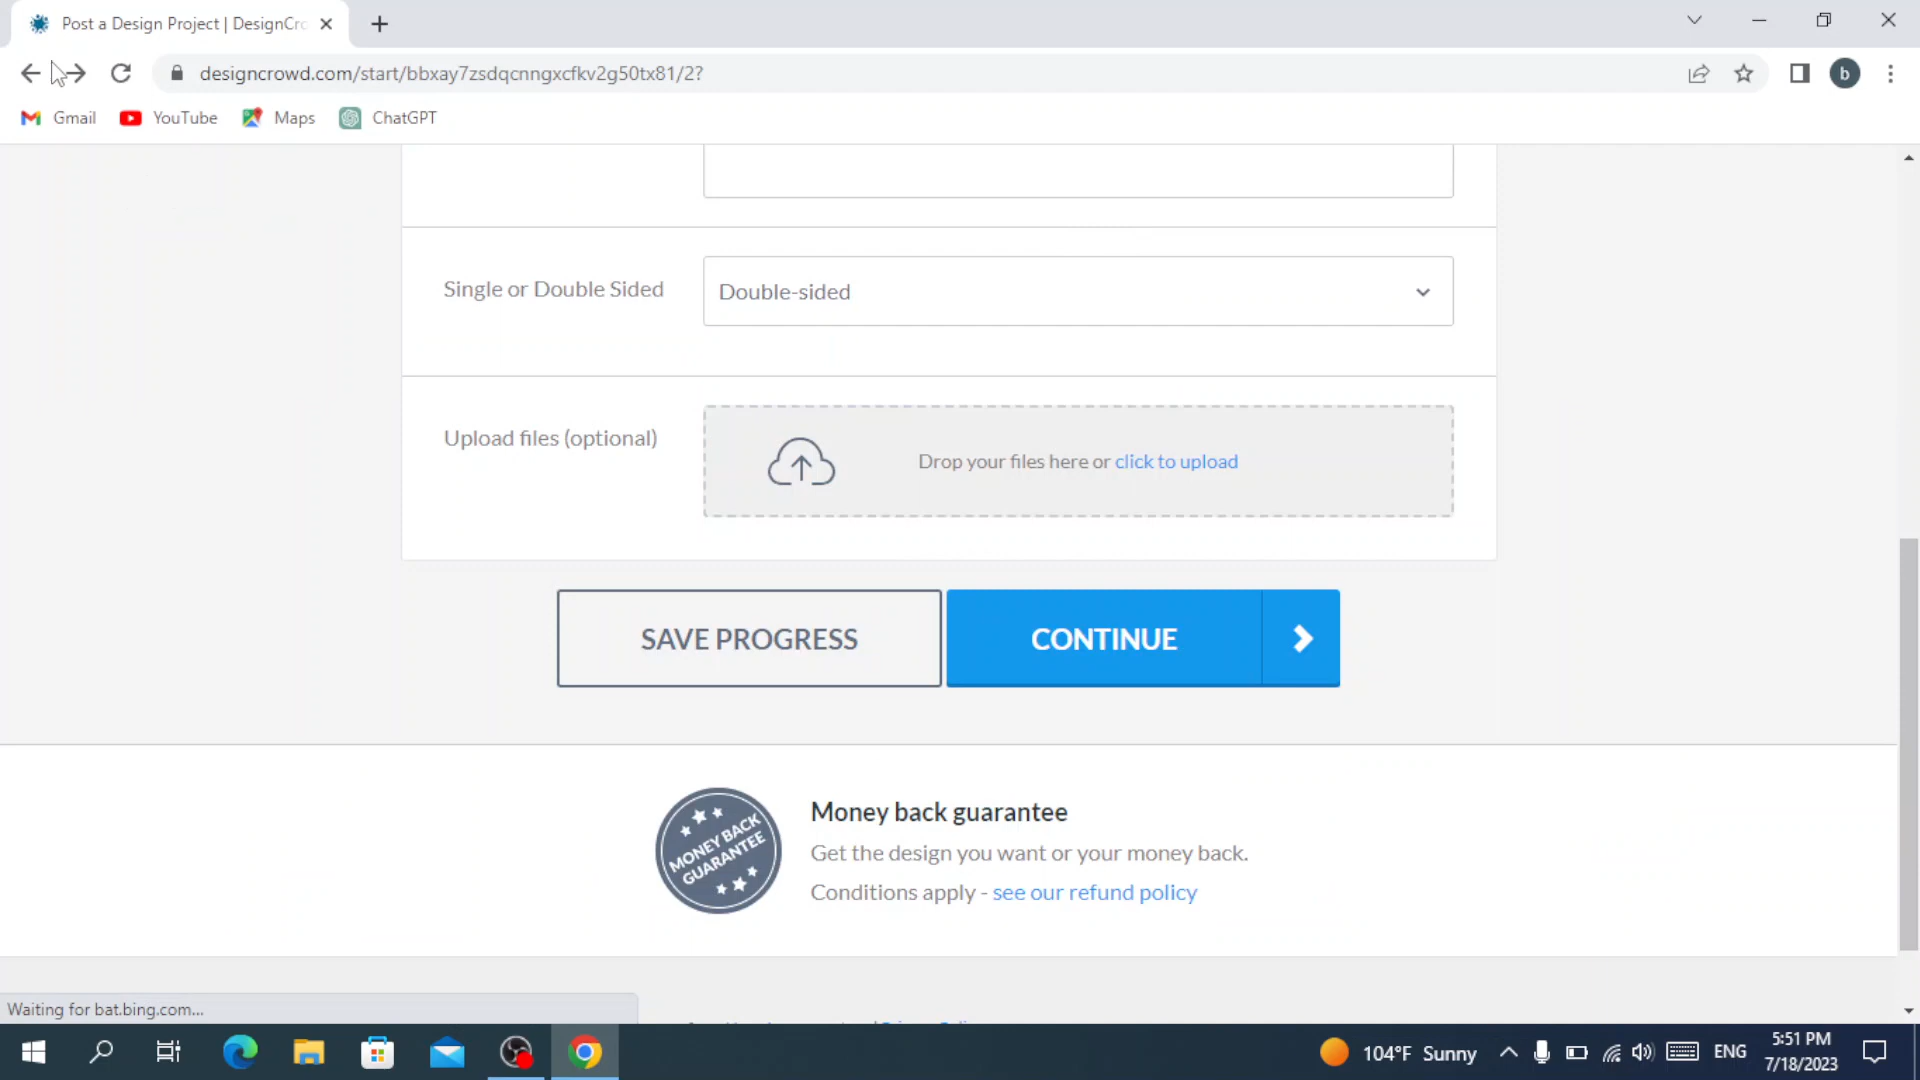 Post a Design Project | DesignCro
designcrowd.com/start/bbxay7zsdqcnngxcfkv2g50tx81/2?
b
Gmail
YouTube
Maps
ChatGPT
Single or Double Sided
Double-sided
Upload files (optional)
Drop your files here or click to upload
SAVE PROGRESS
CONTINUE
MONEY BACK
GUARANTEE
Money back guarantee
Get the design you want or your money back.
Conditions apply - see our refund policy
Waiting for bat.bing.com...
104°F Sunny
ENG
5:51 PM
7/18/2023